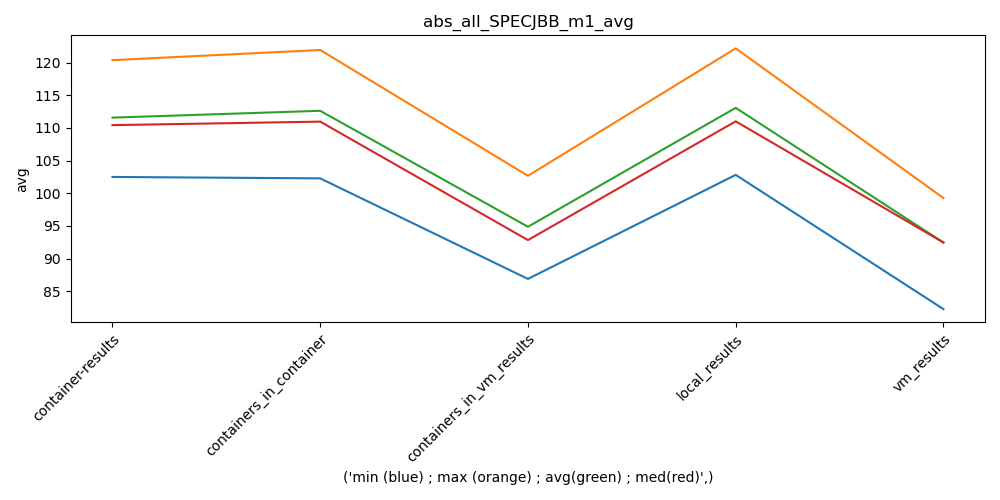 abs_all_SPECJBB_m1_avg
120
115
110
105
100
95
90
85
avg
container-results
containers_in_container
containers_in_vm_results
local_results
vm_results
('min (blue) ; max (orange) ; avg(green) ; med(red)',)